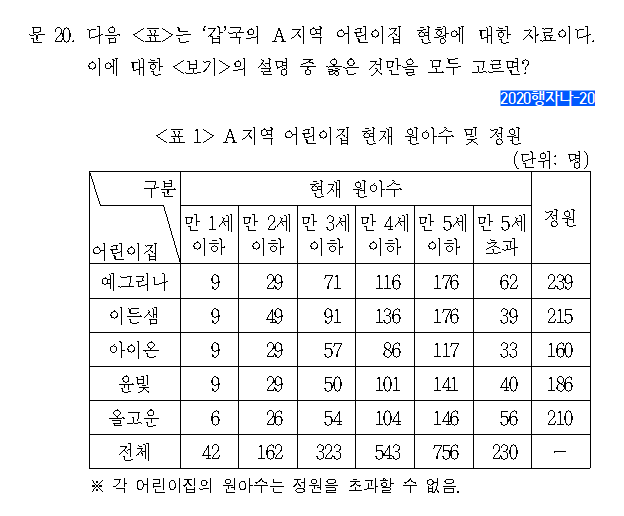 문 20. 다음 <표>는 ‘갑’국의 A지역 어린이집 현황에 대한 자료이다.
이에 대한 <보기>의 설명 중 옳은 것만을 모두 고르면?
2020행자나-20
<표 1> A지역 어린이집 현재 원아수 및 정원
(단위: 명)
구분 현재 원아수 정원
어린이집 만 1세 이하 만 2세 이하 만 3세 이하 만 4세 이하 만 5세 이하 만 5세 초과
예그리나 9 29 71 116 176 62 239
이든샘 9 49 91 136 176 39 215
아이온 9 29 57 86 117 33 160
윤빛 9 29 50 101 141 40 186
올고운 6 26 54 104 146 56 210
전체 42 162 323 543 756 230 －
※ 각 어린이집의 원아수는 정원을 초과할 수 없음.